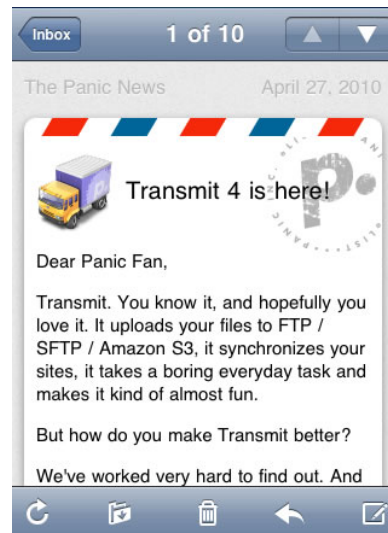 Inbox
1 of 10
The Panic News April 27, 2010
Transmit 4 is here!
Dear Panic Fan,
Transmit. You know it, and hopefully you
love it. It uploads your files to FTP /
SFTP / Amazon S3, it synchronizes your
sites, it takes a boring everyday task and
makes it kind of almost fun.
But how do you make Transmit better?
We've worked very hard to find out. And